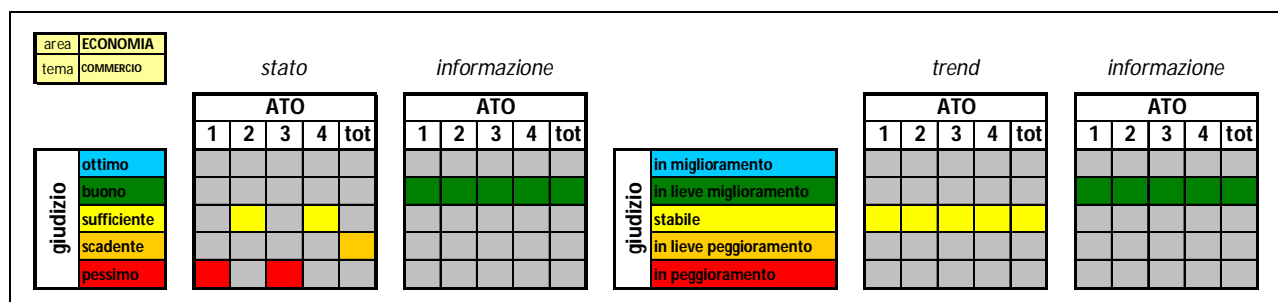 area ECONOMIA
tema COMMERCIO
stato informazione trend informazione
ATO ATO ATO ATO
1 2 3 4 tot 1 2 3 4 tot 1 2 3 4 tot 1 2 3 4 tot
giudizio
ottimo
buono
sufficiente
scadente
pessimo
giudizio
in miglioramento
in lieve miglioramento
stabile
in lieve peggioramento
in peggioramento